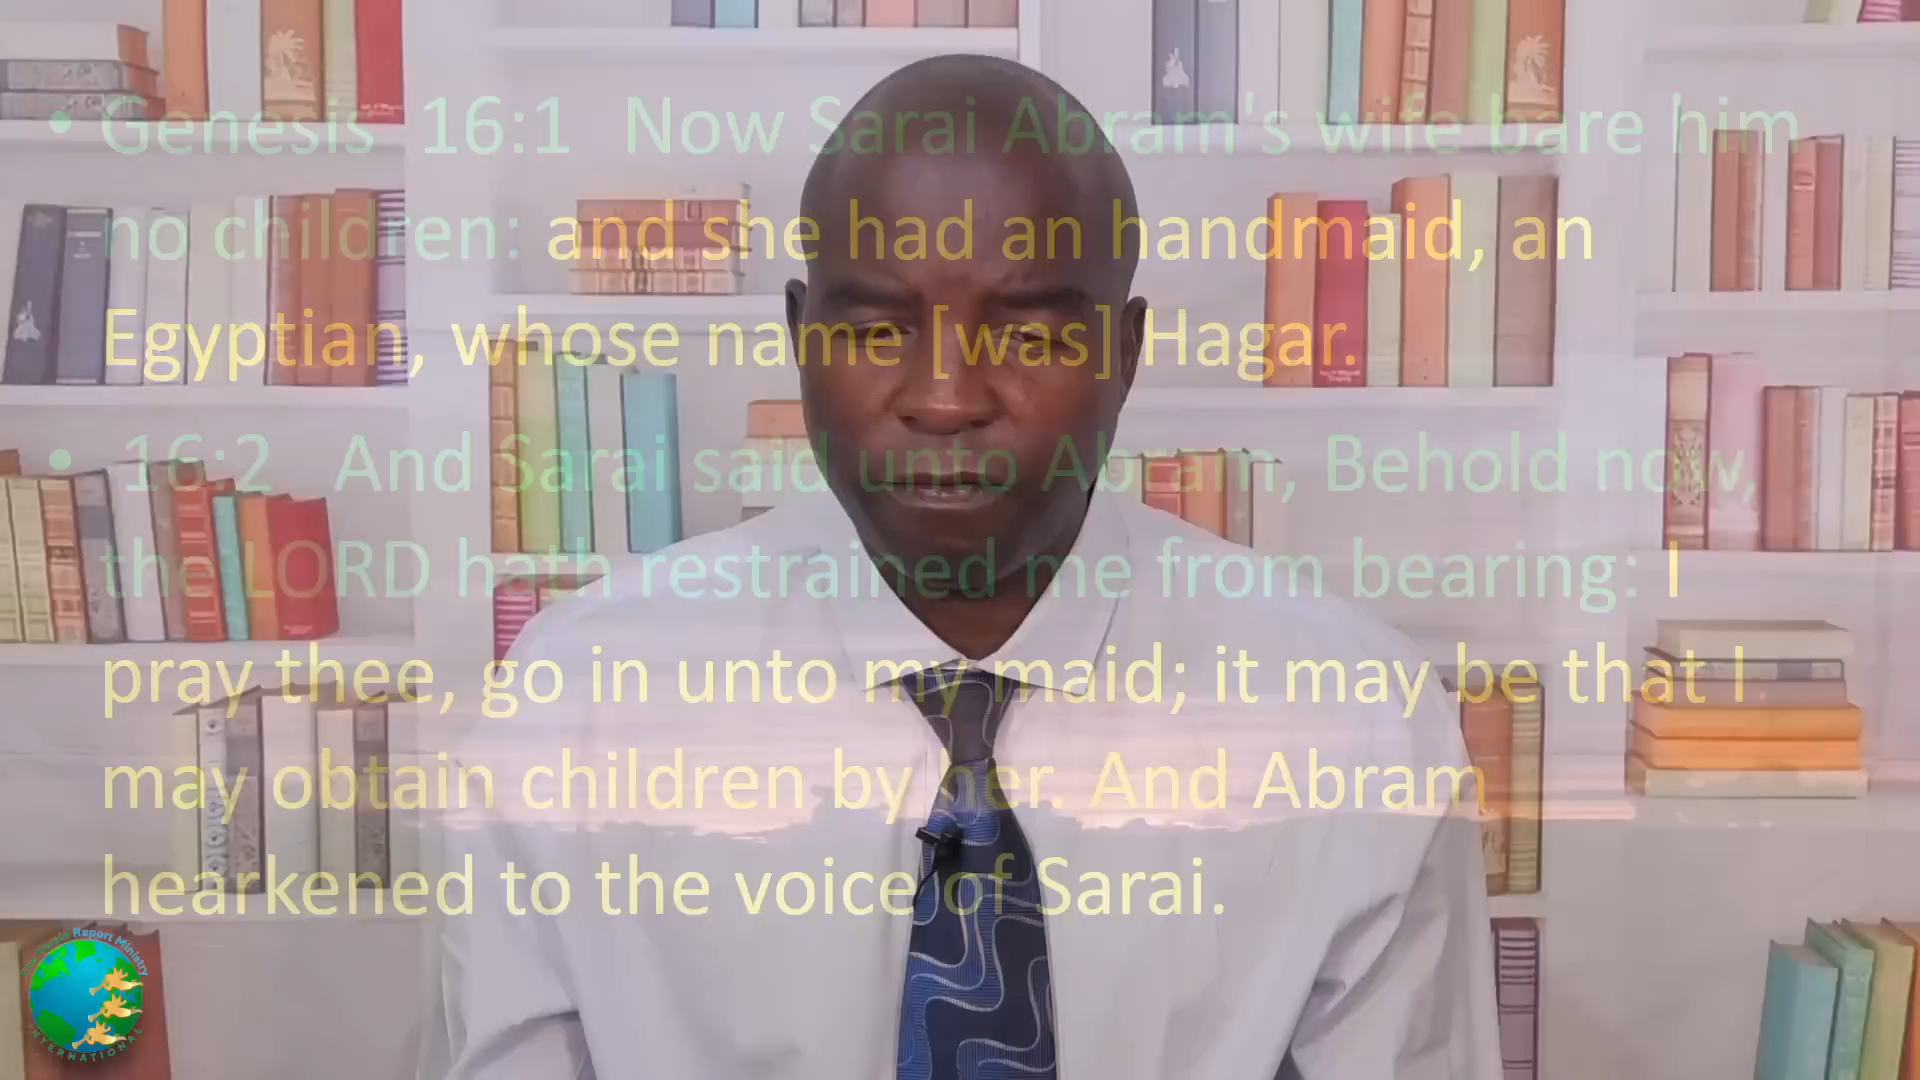 • Genesis 16:1 Now Sarai Abram's wife bare him
no children: and she had an handmaid, an
Egyptian, whose name [was] Hagar.
• 16:2 And Sarai said unto Abram, Behold now,
the LORD hath restrained me from bearing: I
pray thee, go in unto my maid; it may be that I
may obtain children by her. And Abram
hearkened to the voice of Sarai.
Report Ministry
INTERNATIONAL